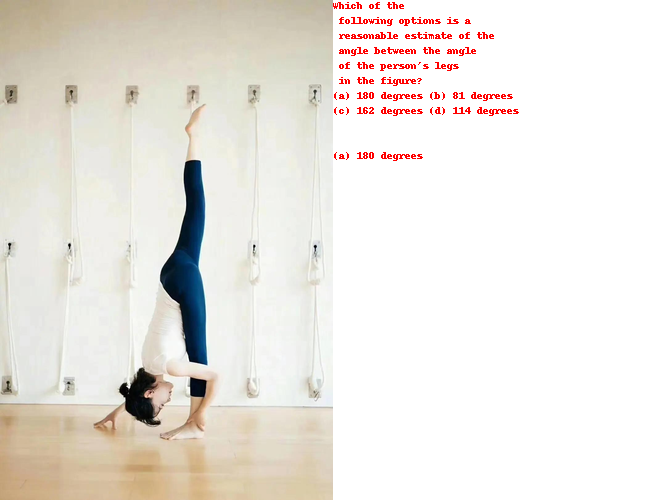 Which of the
following options is a
reasonable estimate of the
angle between the angle
of the person's legs
in the figure?
(a) 180 degrees (b) 81 degrees
(c) 162 degrees (d) 114 degrees
(a) 180 degrees